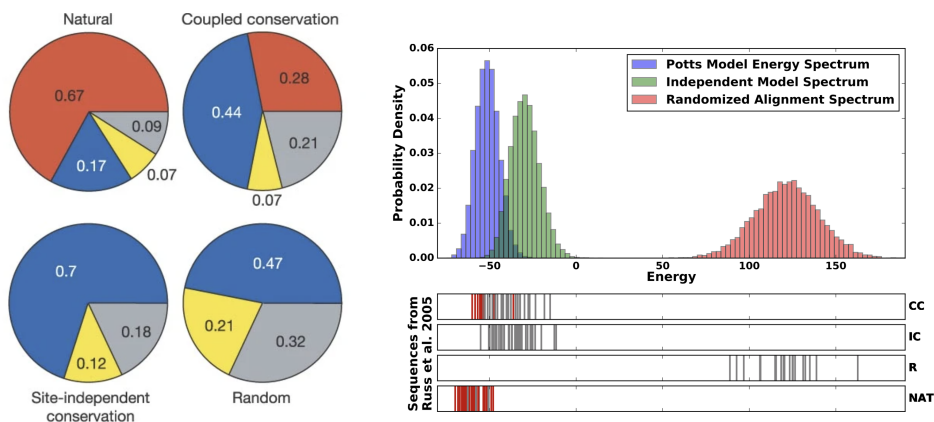 Natural
0.67
0.09
0.17
0.07
Coupled conservation
0.28
0.44
0.21
0.07
0.7
0.18
0.12
Site-independent
conservation
0.47
0.21
0.32
Random
0.06
0.05
0.04
0.03
0.02
0.01
0.00
Probability Density
Potts Model Energy Spectrum
Independent Model Spectrum
Randomized Alignment Spectrum
−50
0
50
100
150
Energy
Sequences from
Russ et al. 2005
CC
IC
R
NAT